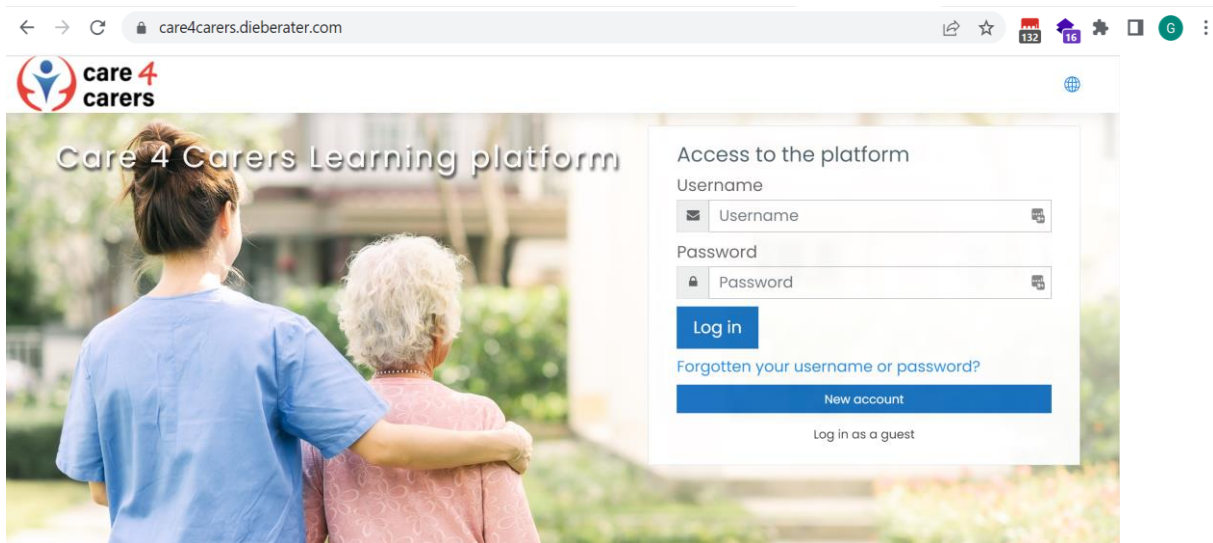 care4carers.dieberater.com
132
16
G
care 4
carers
Care 4 Carers Learning platform
Access to the platform
Username
Username
Password
Password
Log in
Forgotten your username or password?
New account
Log in as a guest